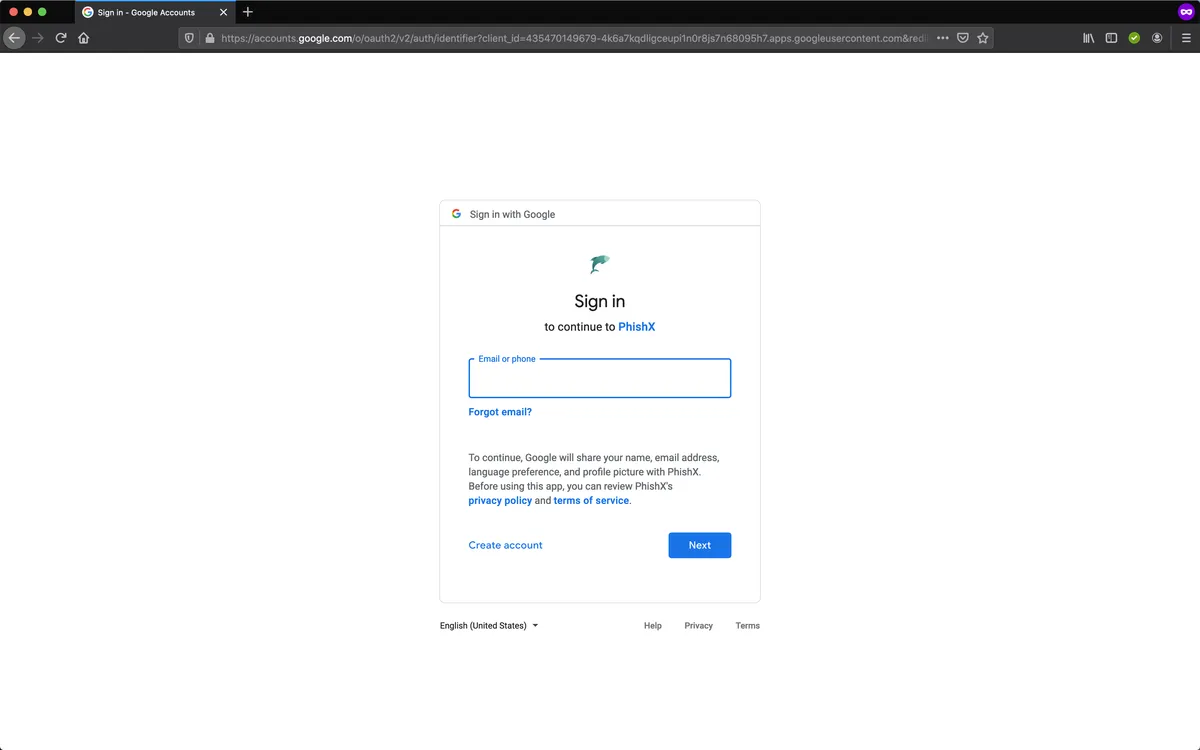 Sign in - Google Accounts
https://accounts.google.com/o/oauth2/v2/auth/identifier?client_id=435470149679-4k6a7kqdligceupi1n0r8js7n68095h7.apps.googleusercontent.com&redi
Sign in with Google
Sign in
to continue to PhishX
Email or phone
Forgot email?
To continue, Google will share your name, email address,
language preference, and profile picture with PhishX.
Before using this app, you can review PhishX's
privacy policy and terms of service.
Create account
Next
English (United States)
Help
Privacy
Terms